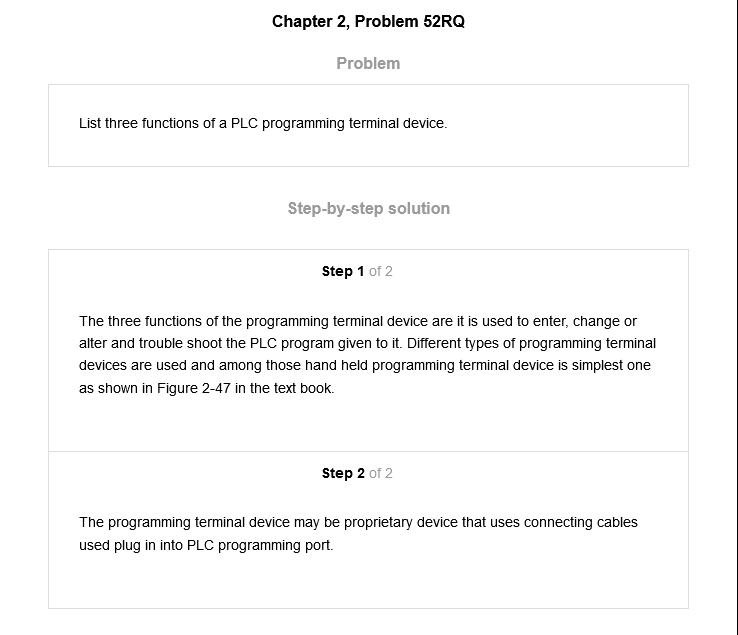 Chapter 2, Problem 52RQ
Problem
List three functions of a PLC programming terminal device.
Step-by-step solution
Step 1 of 2
The three functions of the programming terminal device are it is used to enter, change or
alter and trouble shoot the PLC program given to it. Different types of programming terminal
devices are used and among those hand held programming terminal device is simplest one
as shown in Figure 2-47 in the text book.
Step 2 of 2
The programming terminal device may be proprietary device that uses connecting cables
used plug in into PLC programming port.